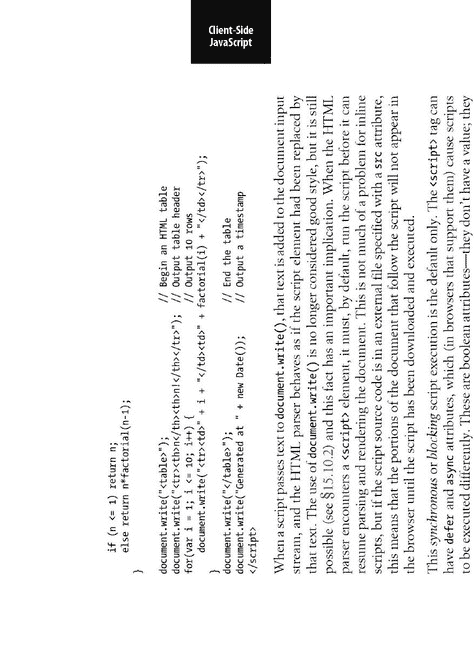 Client-Side
JavaScript
if (n <= 1) return n;
else return n*factorial(n-1);
}
document.write("<table>"); // Begin an HTML table
document.write("<tr><th>n</th><th>n!</th></tr>"); // Output table header
for(var i = 1; i <= 10; i++) { // Output 10 rows
document.write("<tr><td>" + i + "</td><td>" + factorial(i) + "</td></tr>");
}
document.write("</table>"); // End the table
document.write("Generated at " + new Date()); // Output a timestamp
</script>
When a script passes text to document.write(), that text is added to the document input
stream, and the HTML parser behaves as if the script element had been replaced by
that text. The use of document.write() is no longer considered good style, but it is still
possible (see §15.10.2) and this fact has an important implication. When the HTML
parser encounters a <script> element, it must, by default, run the script before it can
resume parsing and rendering the document. This is not much of a problem for inline
scripts, but if the script source code is in an external file specified with a src attribute,
this means that the portions of the document that follow the script will not appear in
the browser until the script has been downloaded and executed.
This synchronous or blocking script execution is the default only. The <script> tag can
have defer and async attributes, which (in browsers that support them) cause scripts
to be executed differently. These are boolean attributes—they don't have a value; they